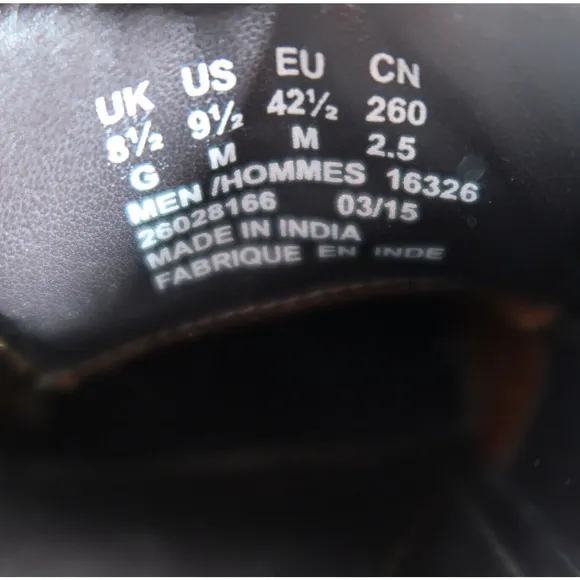 UK US EU CN
8½ 9½ 42½ 260
G M M 2.5
MEN /HOMMES 16326
26028166 03/15
MADE IN INDIA
FABRIQUE EN INDE